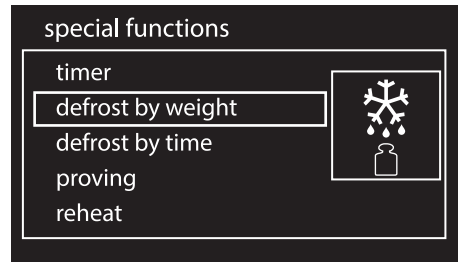 special functions
timer
defrost by weight
defrost by time
proving
reheat